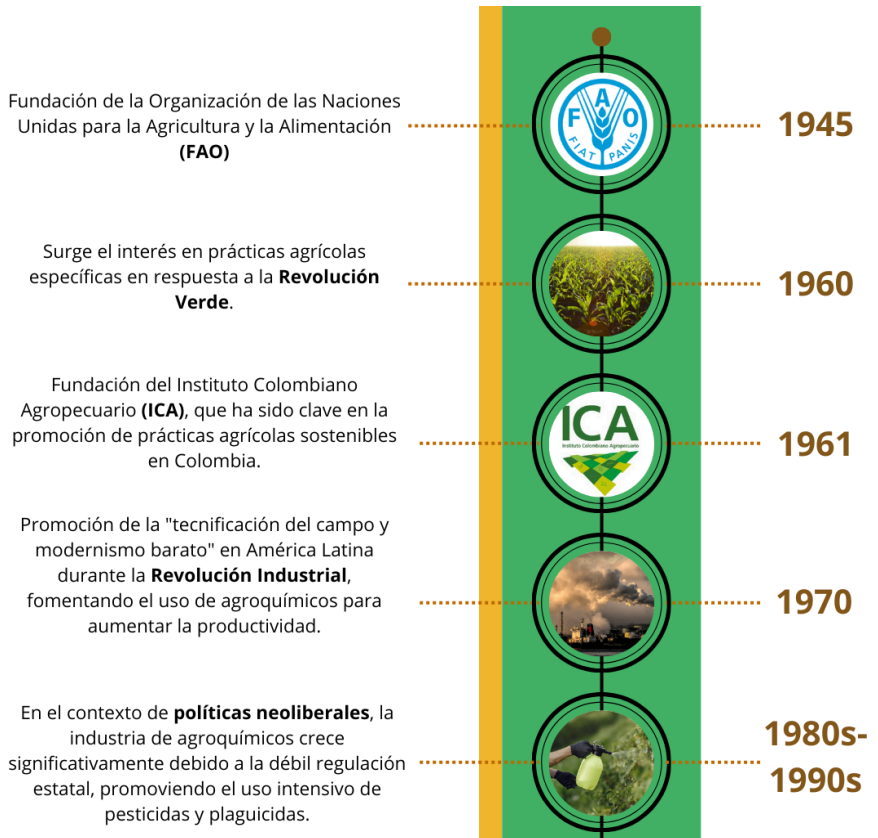 Fundación de la Organización de las Naciones
Unidas para la Agricultura y la Alimentación
(FAO)
F A O
FIAT PANIS
1945
Surge el interés en prácticas agrícolas
específicas en respuesta a la Revolución
Verde.
1960
Fundación del Instituto Colombiano
Agropecuario (ICA), que ha sido clave en la
promoción de prácticas agrícolas sostenibles
en Colombia.
ICA
Instituto Colombiano Agropecuario
1961
Promoción de la "tecnificación del campo y
modernismo barato" en América Latina
durante la Revolución Industrial,
fomentando el uso de agroquímicos para
aumentar la productividad.
1970
En el contexto de políticas neoliberales, la
industria de agroquímicos crece
significativamente debido a la débil regulación
estatal, promoviendo el uso intensivo de
pesticidas y plaguicidas.
1980s-
1990s